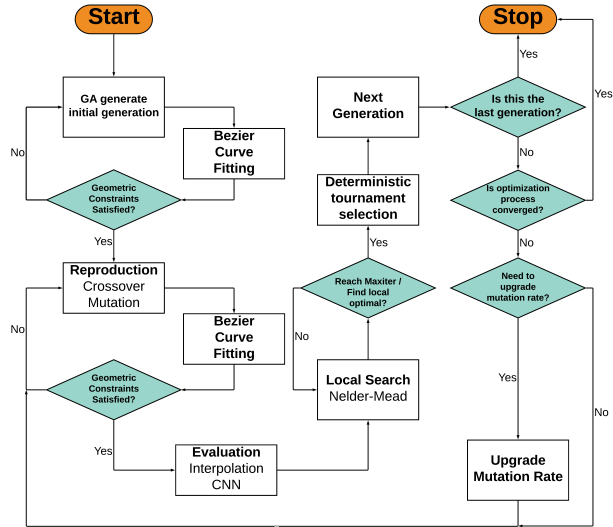 Start
GA generate
initial generation
Bezier
Curve
Fitting
No
Geometric
Constraints
Satisfied?
Yes
Reproduction
Crossover
Mutation
Bezier
Curve
Fitting
No
Geometric
Constraints
Satisfied?
Yes
Evaluation
Interpolation
CNN
Local Search
Nelder-Mead
No
Reach Maxiter /
Find local
optimal?
Yes
Deterministic
tournament
selection
Next
Generation
Stop
Yes
Is this the
last generation?
Yes
No
Is optimization
process
converged?
No
Need to
upgrade
mutation rate?
Yes
No
Upgrade
Mutation Rate